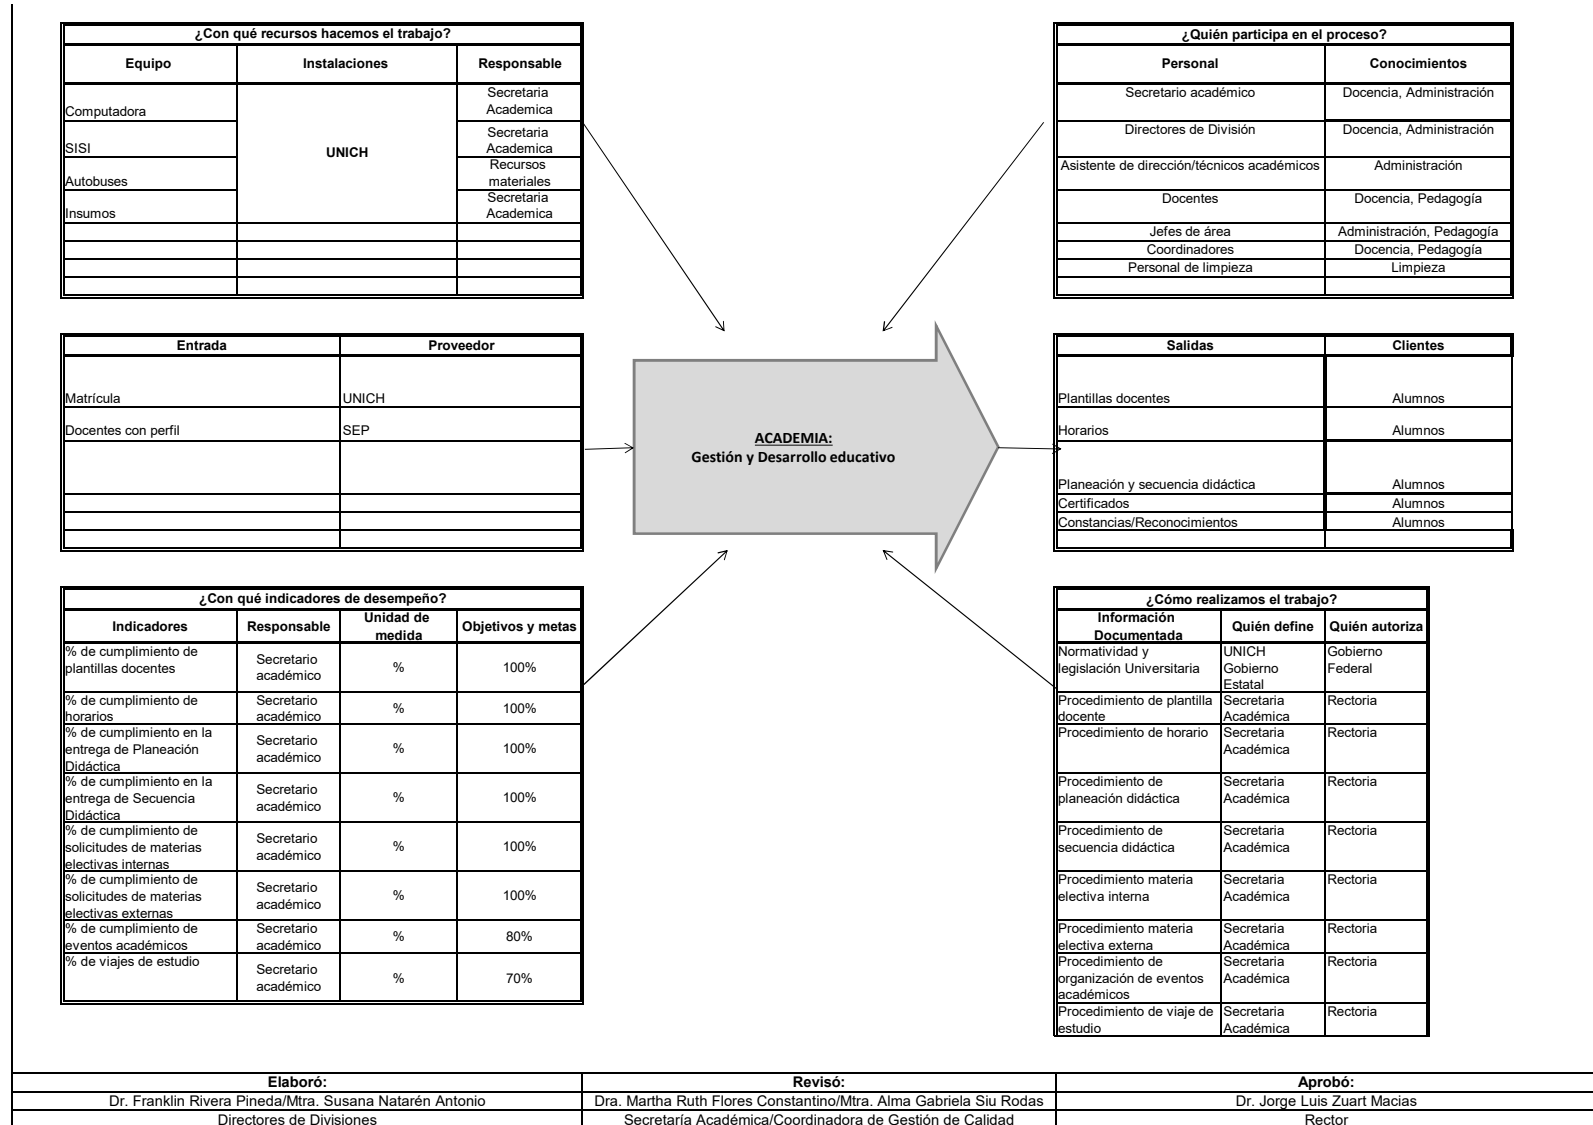 ¿Con qué recursos hacemos el trabajo?
Equipo Instalaciones Responsable
Computadora UNICH Secretaria
Academica
SISI Secretaria
Academica
Autobuses Recursos
materiales
Insumos Secretaria
Academica
¿Quién participa en el proceso?
Personal Conocimientos
Secretario académico Docencia, Administración
Directores de División Docencia, Administración
Asistente de dirección/técnicos académicos Administración
Docentes Docencia, Pedagogía
Jefes de área Administración, Pedagogía
Coordinadores Docencia, Pedagogía
Personal de limpieza Limpieza
Entrada Proveedor
Matrícula UNICH
Docentes con perfil SEP
ACADEMIA:
Gestión y Desarrollo educativo
Salidas Clientes
Plantillas docentes Alumnos
Horarios Alumnos
Planeación y secuencia didáctica Alumnos
Certificados Alumnos
Constancias/Reconocimientos Alumnos
¿Con qué indicadores de desempeño?
Indicadores Responsable Unidad de
medida Objetivos y metas
% de cumplimiento de
plantillas docentes Secretario
académico % 100%
% de cumplimiento de
horarios Secretario
académico % 100%
% de cumplimiento en la
entrega de Planeación
Didáctica Secretario
académico % 100%
% de cumplimiento en la
entrega de Secuencia
Didáctica Secretario
académico % 100%
% de cumplimiento de
solicitudes de materias
electivas internas Secretario
académico % 100%
% de cumplimiento de
solicitudes de materias
electivas externas Secretario
académico % 100%
% de cumplimiento de
eventos académicos Secretario
académico % 80%
% de viajes de estudio Secretario
académico % 70%
¿Cómo realizamos el trabajo?
Información
Documentada Quién define Quién autoriza
Normatividad y
legislación Universitaria UNICH
Gobierno
Estatal Gobierno
Federal
Procedimiento de plantilla
docente Secretaria
Académica Rectoria
Procedimiento de horario Secretaria
Académica Rectoria
Procedimiento de
planeación didáctica Secretaria
Académica Rectoria
Procedimiento de
secuencia didáctica Secretaria
Académica Rectoria
Procedimiento materia
electiva interna Secretaria
Académica Rectoria
Procedimiento materia
electiva externa Secretaria
Académica Rectoria
Procedimiento de
organización de eventos
académicos Secretaria
Académica Rectoria
Procedimiento de viaje de
estudio Secretaria
Académica Rectoria
Elaboró: Revisó: Aprobó:
Dr. Franklin Rivera Pineda/Mtra. Susana Natarén Antonio Dra. Martha Ruth Flores Constantino/Mtra. Alma Gabriela Siu Rodas Dr. Jorge Luis Zuart Macias
Directores de Divisiones Secretaría Académica/Coordinadora de Gestión de Calidad Rector